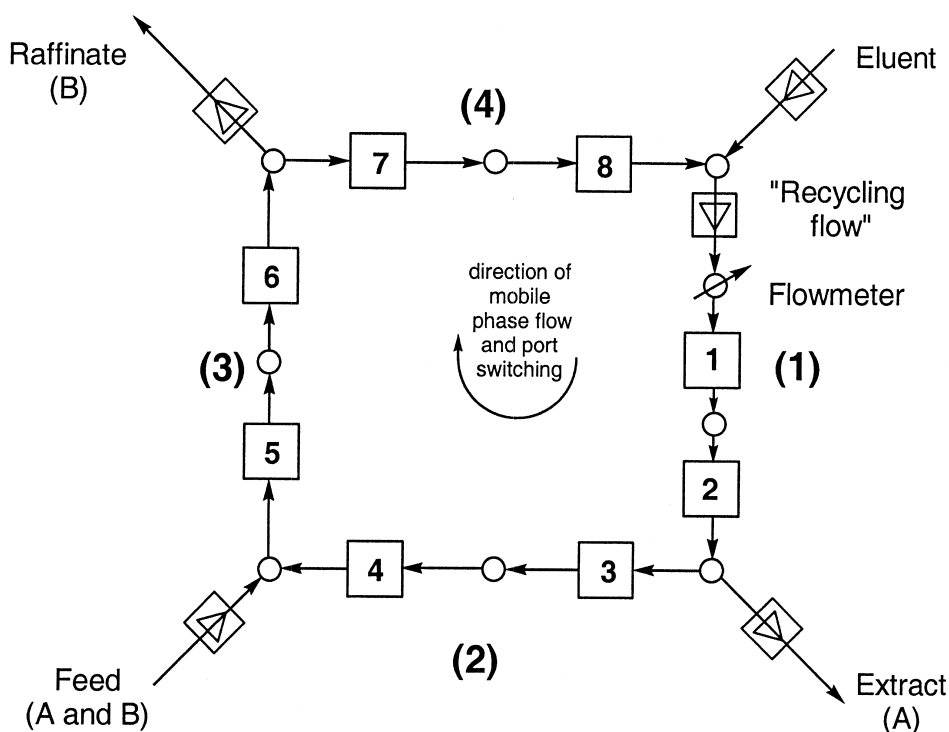 Raffinate
(B)
(4)
Eluent
7
8
"Recycling
flow"
6
direction of
mobile
phase flow
and port
switching
Flowmeter
(3)
1
(1)
5
2
4
3
(2)
Feed
(A and B)
Extract
(A)